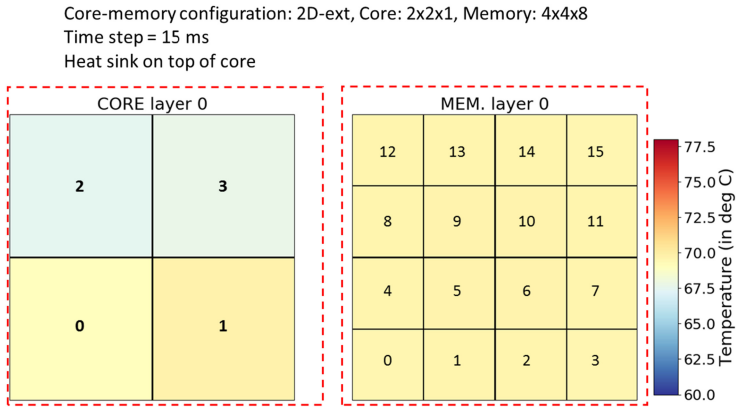 Core-memory configuration: 2D-ext, Core: 2x2x1, Memory: 4x4x8
Time step = 15 ms
Heat sink on top of core
CORE layer 0
2 3
0 1
MEM. layer 0
12 13 14 15
8 9 10 11
4 5 6 7
0 1 2 3
77.5
75.0
72.5
70.0
67.5
65.0
62.5
60.0
Temperature (in deg C)